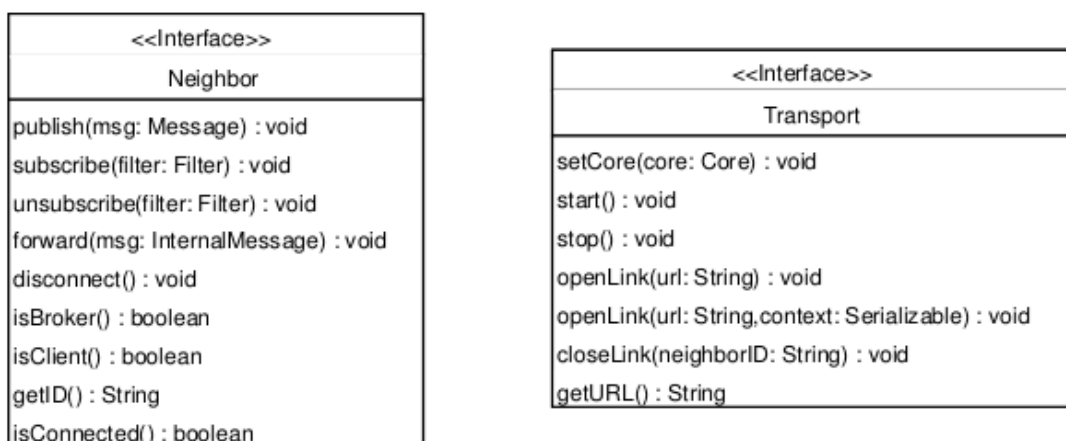 <<Interface>>
Neighbor
publish(msg: Message) : void
subscribe(filter: Filter) : void
unsubscribe(filter: Filter) : void
forward(msg: InternalMessage) : void
disconnect() : void
isBroker() : boolean
isClient() : boolean
getID() : String
isConnected() : boolean
<<Interface>>
Transport
setCore(core: Core) : void
start() : void
stop() : void
openLink(url: String) : void
openLink(url: String,context: Serializable) : void
closeLink(neighborID: String) : void
getURL() : String